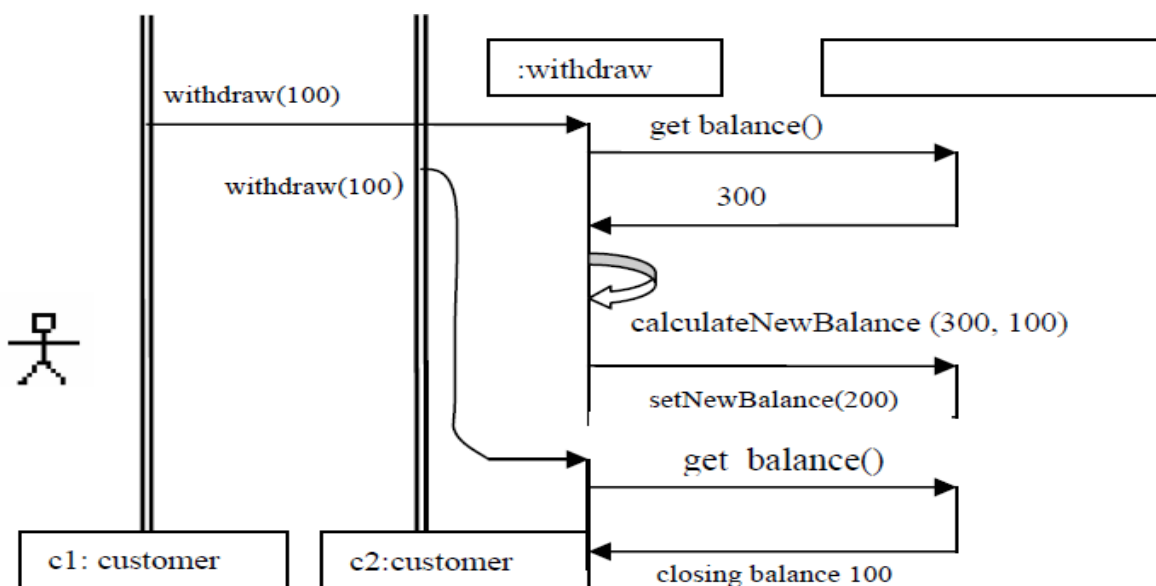 :withdraw
withdraw(100)
get balance()
withdraw(100)
300
calculateNewBalance (300, 100)
setNewBalance(200)
get balance()
c1: customer
c2:customer
closing balance 100